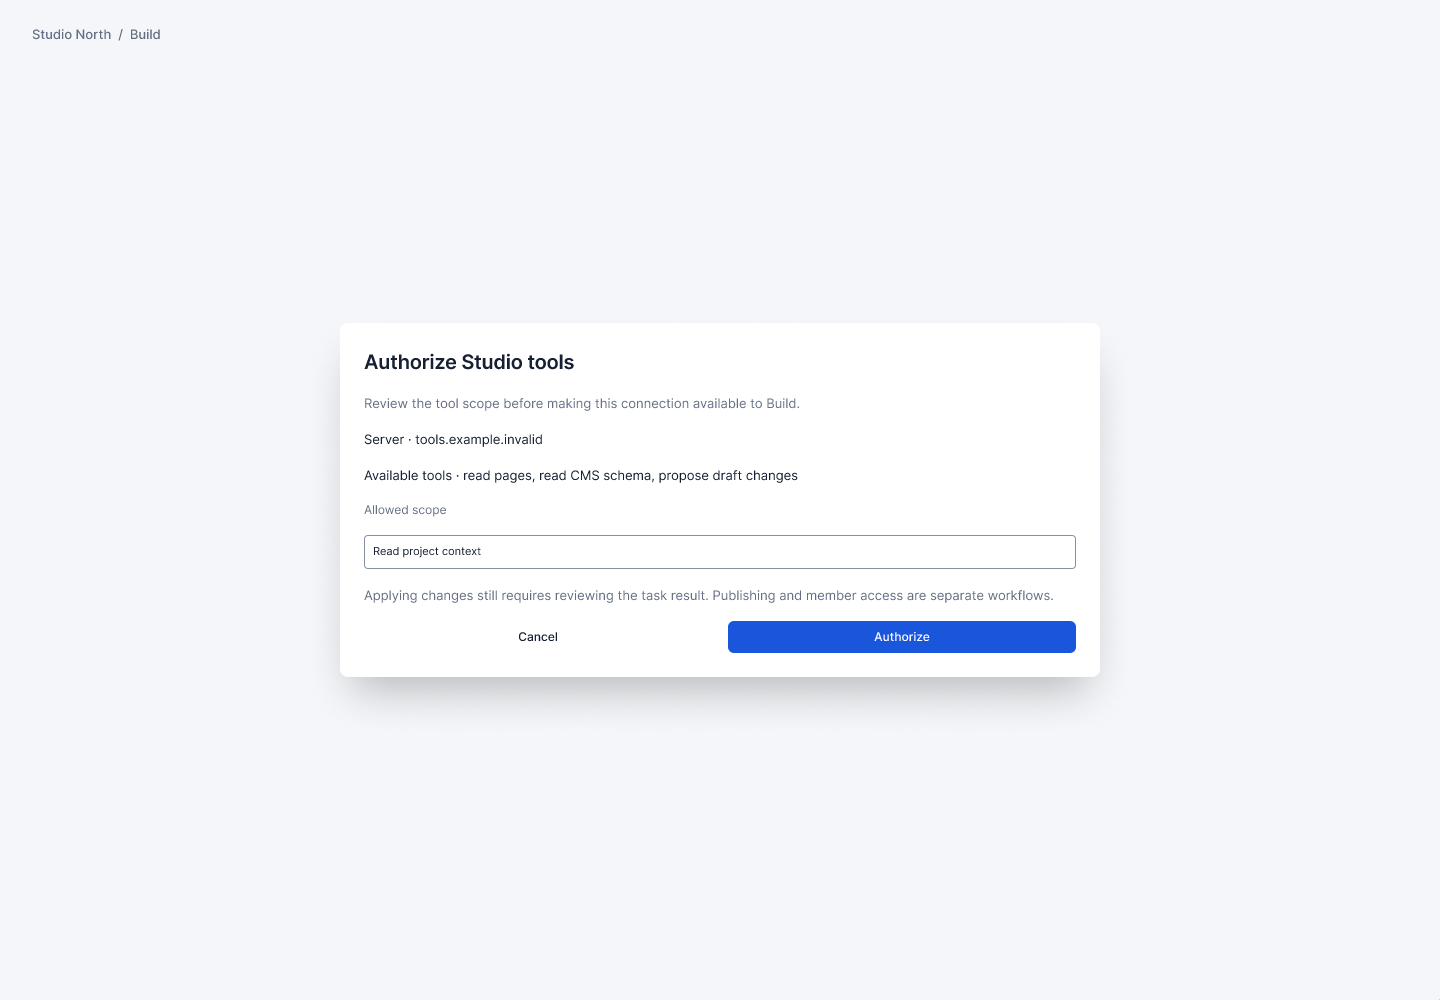 Studio North / Build
Authorize Studio tools
Review the tool scope before making this connection available to Build.
Server · tools.example.invalid
Available tools · read pages, read CMS schema, propose draft changes
Allowed scope
Read project context
Applying changes still requires reviewing the task result. Publishing and member access are separate workflows.
Cancel
Authorize